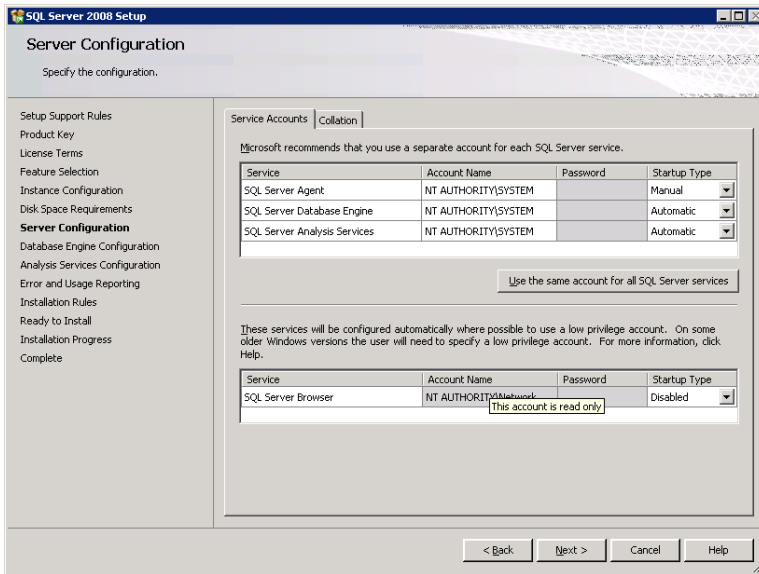 SQL Server 2008 Setup
Server Configuration
Specify the configuration.
Setup Support Rules
Product Key
License Terms
Feature Selection
Instance Configuration
Disk Space Requirements
Server Configuration
Database Engine Configuration
Analysis Services Configuration
Error and Usage Reporting
Installation Rules
Ready to Install
Installation Progress
Complete
Service Accounts Collation
Microsoft recommends that you use a separate account for each SQL Server service.
Service Account Name Password Startup Type
SQL Server Agent NT AUTHORITY\SYSTEM Manual
SQL Server Database Engine NT AUTHORITY\SYSTEM Automatic
SQL Server Analysis Services NT AUTHORITY\SYSTEM Automatic
Use the same account for all SQL Server services
These services will be configured automatically where possible to use a low privilege account. On some
older Windows versions the user will need to specify a low privilege account. For more information, click
Help.
Service Account Name Password Startup Type
SQL Server Browser NT AUTHORITY\Network Disabled
This account is read only
< Back Next > Cancel Help